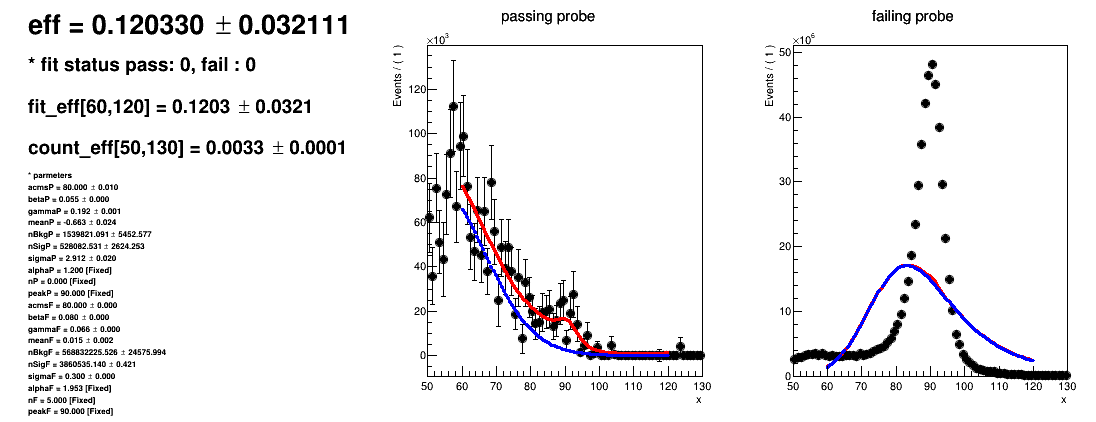 eff = 0.120330 ± 0.032111
* fit status pass: 0, fail : 0
fit_eff[60,120] = 0.1203 ± 0.0321
count_eff[50,130] = 0.0033 ± 0.0001
* parmeters
acmsP = 80.000 ± 0.010
betaP = 0.055 ± 0.000
gammaP = 0.192 ± 0.001
meanP = -0.663 ± 0.024
nBkgP = 1539821.091 ± 5452.577
nSigP = 528082.531 ± 2624.253
sigmaP = 2.912 ± 0.020
alphaP = 1.200 [Fixed]
nP = 0.000 [Fixed]
peakP = 90.000 [Fixed]
acmsF = 80.000 ± 0.000
betaF = 0.080 ± 0.000
gammaF = 0.066 ± 0.000
meanF = 0.015 ± 0.002
nBkgF = 568832225.526 ± 24575.994
nSigF = 3860535.140 ± 0.421
sigmaF = 0.300 ± 0.000
alphaF = 1.953 [Fixed]
nF = 5.000 [Fixed]
peakF = 90.000 [Fixed]
passing probe
×10³
Events / ( 1 )
120
100
80
60
40
20
0
50 60 70 80 90 100 110 120 130
x
failing probe
×10⁶
Events / ( 1 )
50
40
30
20
10
0
50 60 70 80 90 100 110 120 130
x